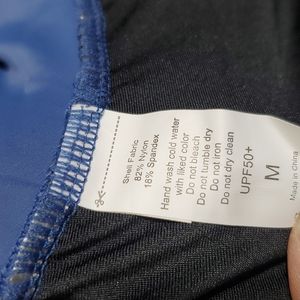 Shell Fabric
82% Nylon
18% Spandex
Hand wash cold water
with liked color
Do not bleach
Do not tumble dry
Do not iron
Do not dry clean
UPF50+
M
Made in China